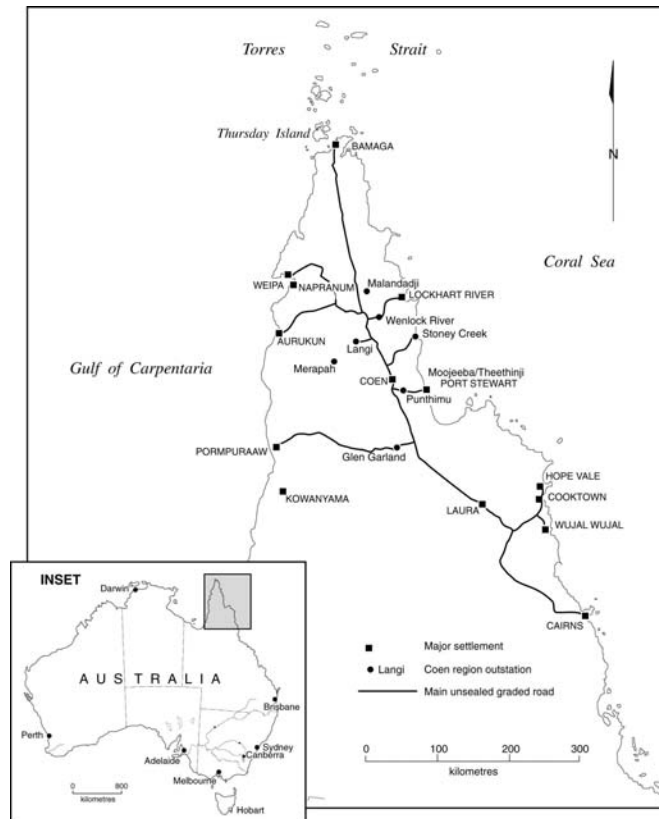 Torres Strait
Thursday Island
BAMAGA
N
Coral Sea
WEIPA
NAPRANUM
Malandadji
LOCKHART RIVER
Wenlock River
Stoney Creek
AURUKUN
Langi
Gulf of Carpentaria
Merapah
COEN
Moojeeba/Theethinji
PORT STEWART
Punthimu
PORMPURAAW
Glen Garland
KOWANYAMA
HOPE VALE
COOKTOWN
LAURA
WUJAL WUJAL
CAIRNS
Major settlement
Langi Coen region outstation
Main unsealed graded road
0 100 200 300
kilometres
INSET
Darwin
AUSTRALIA
Brisbane
Perth
Sydney
Adelaide
Canberra
Melbourne
0 800
kilometres
Hobart